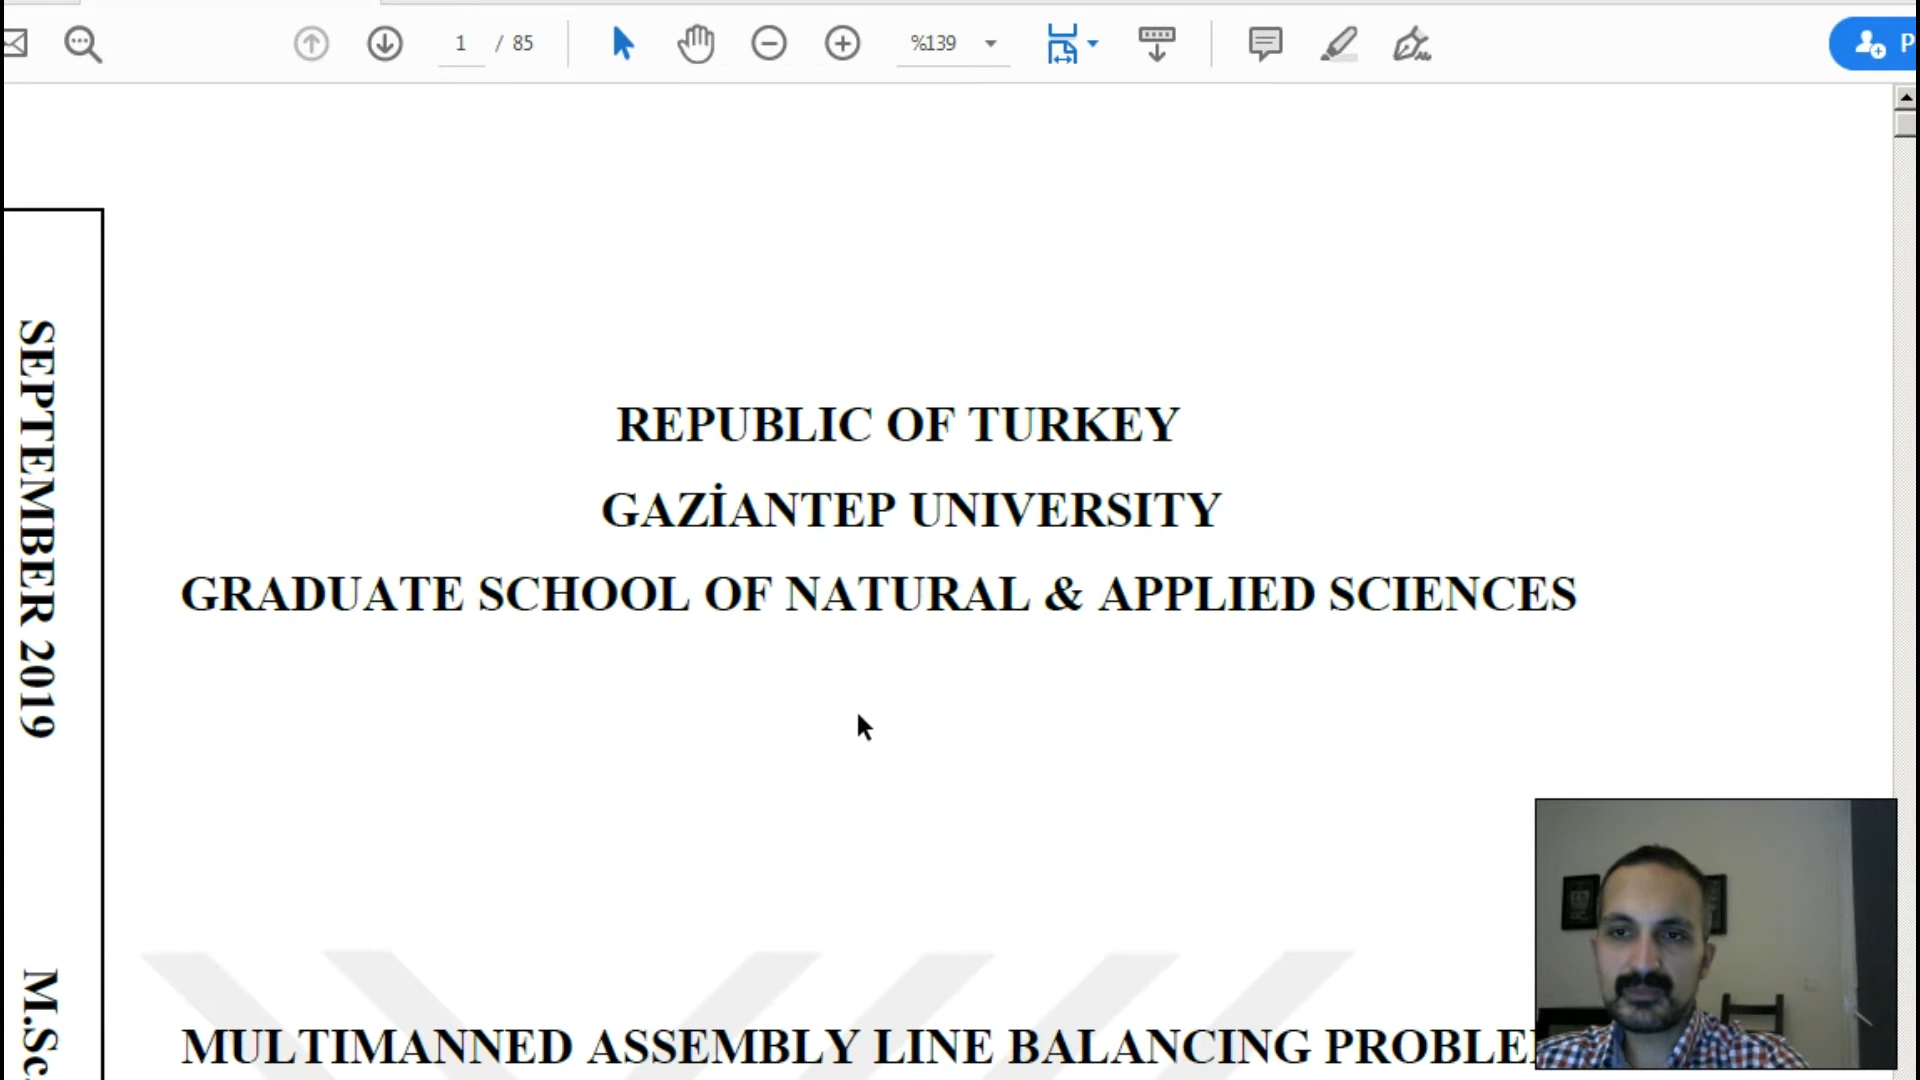 1 / 85
%139
P
SEPTEMBER 2019
M.Sc.
REPUBLIC OF TURKEY
GAZİANTEP UNIVERSITY
GRADUATE SCHOOL OF NATURAL & APPLIED SCIENCES
MULTIMANNED ASSEMBLY LINE BALANCING PROBLE